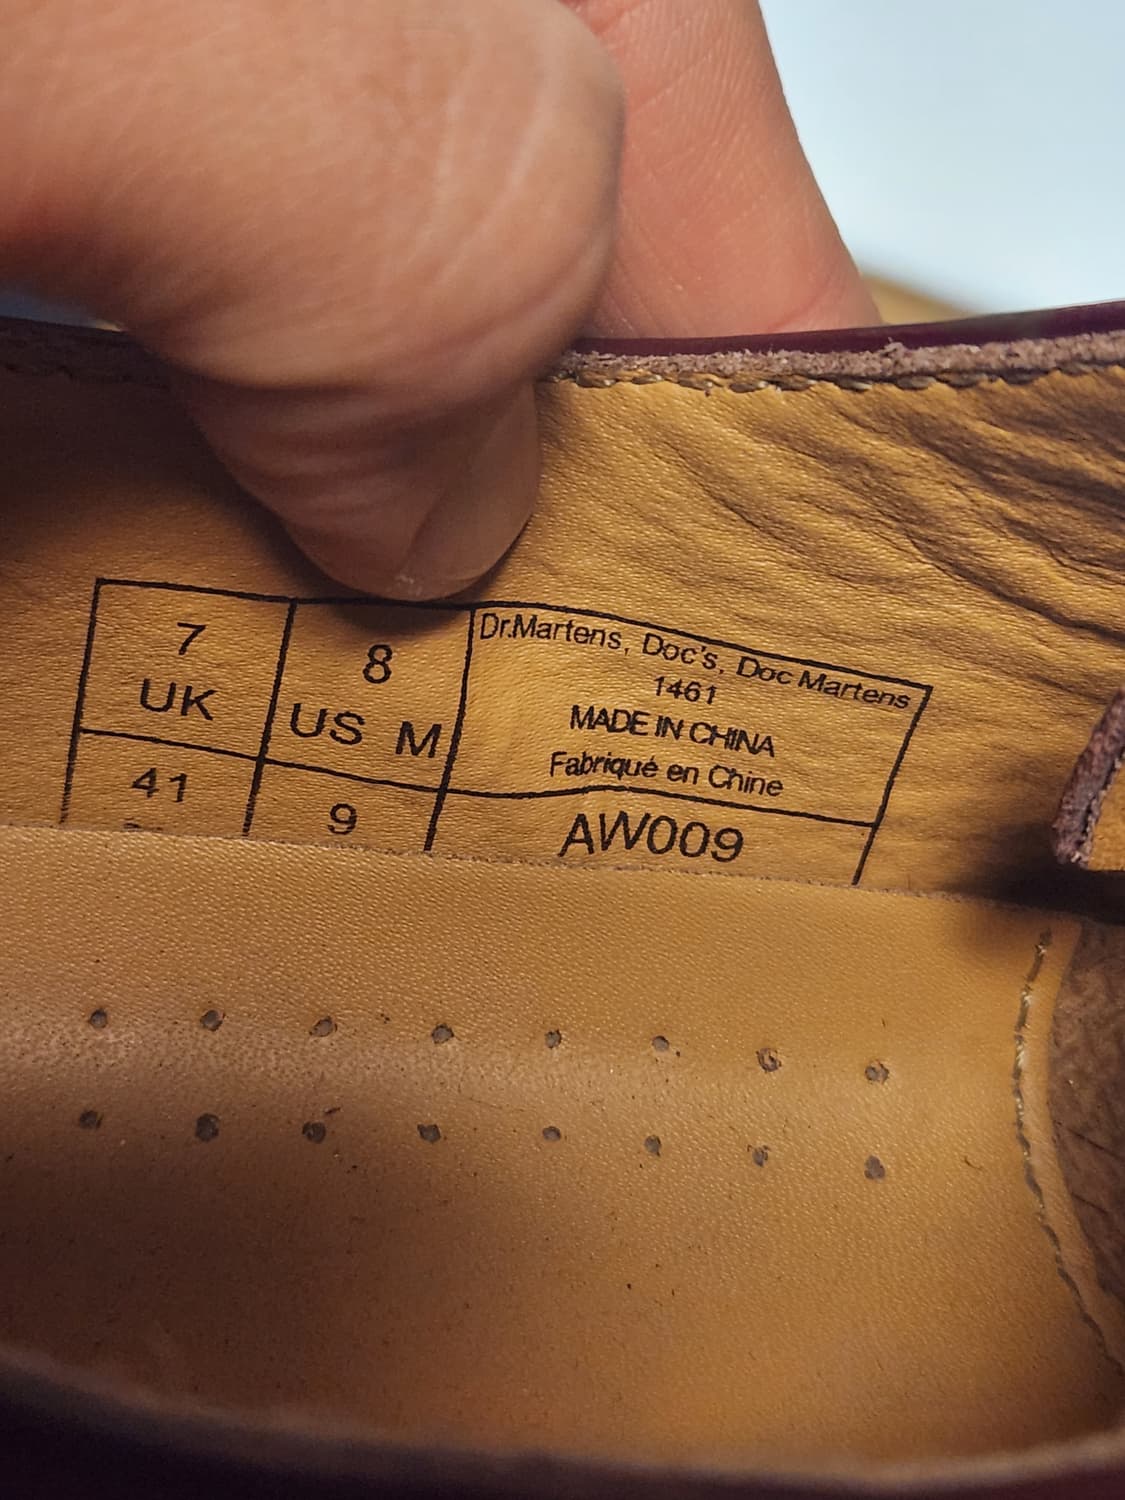 7
UK
8
US M
Dr.Martens, Doc's, Doc Martens
1461
MADE IN CHINA
Fabriqué en Chine
41
9
AW009